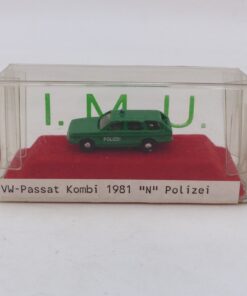 I.M.U.
POLIZEI
VW-Passat Kombi 1981 "N" Polizei